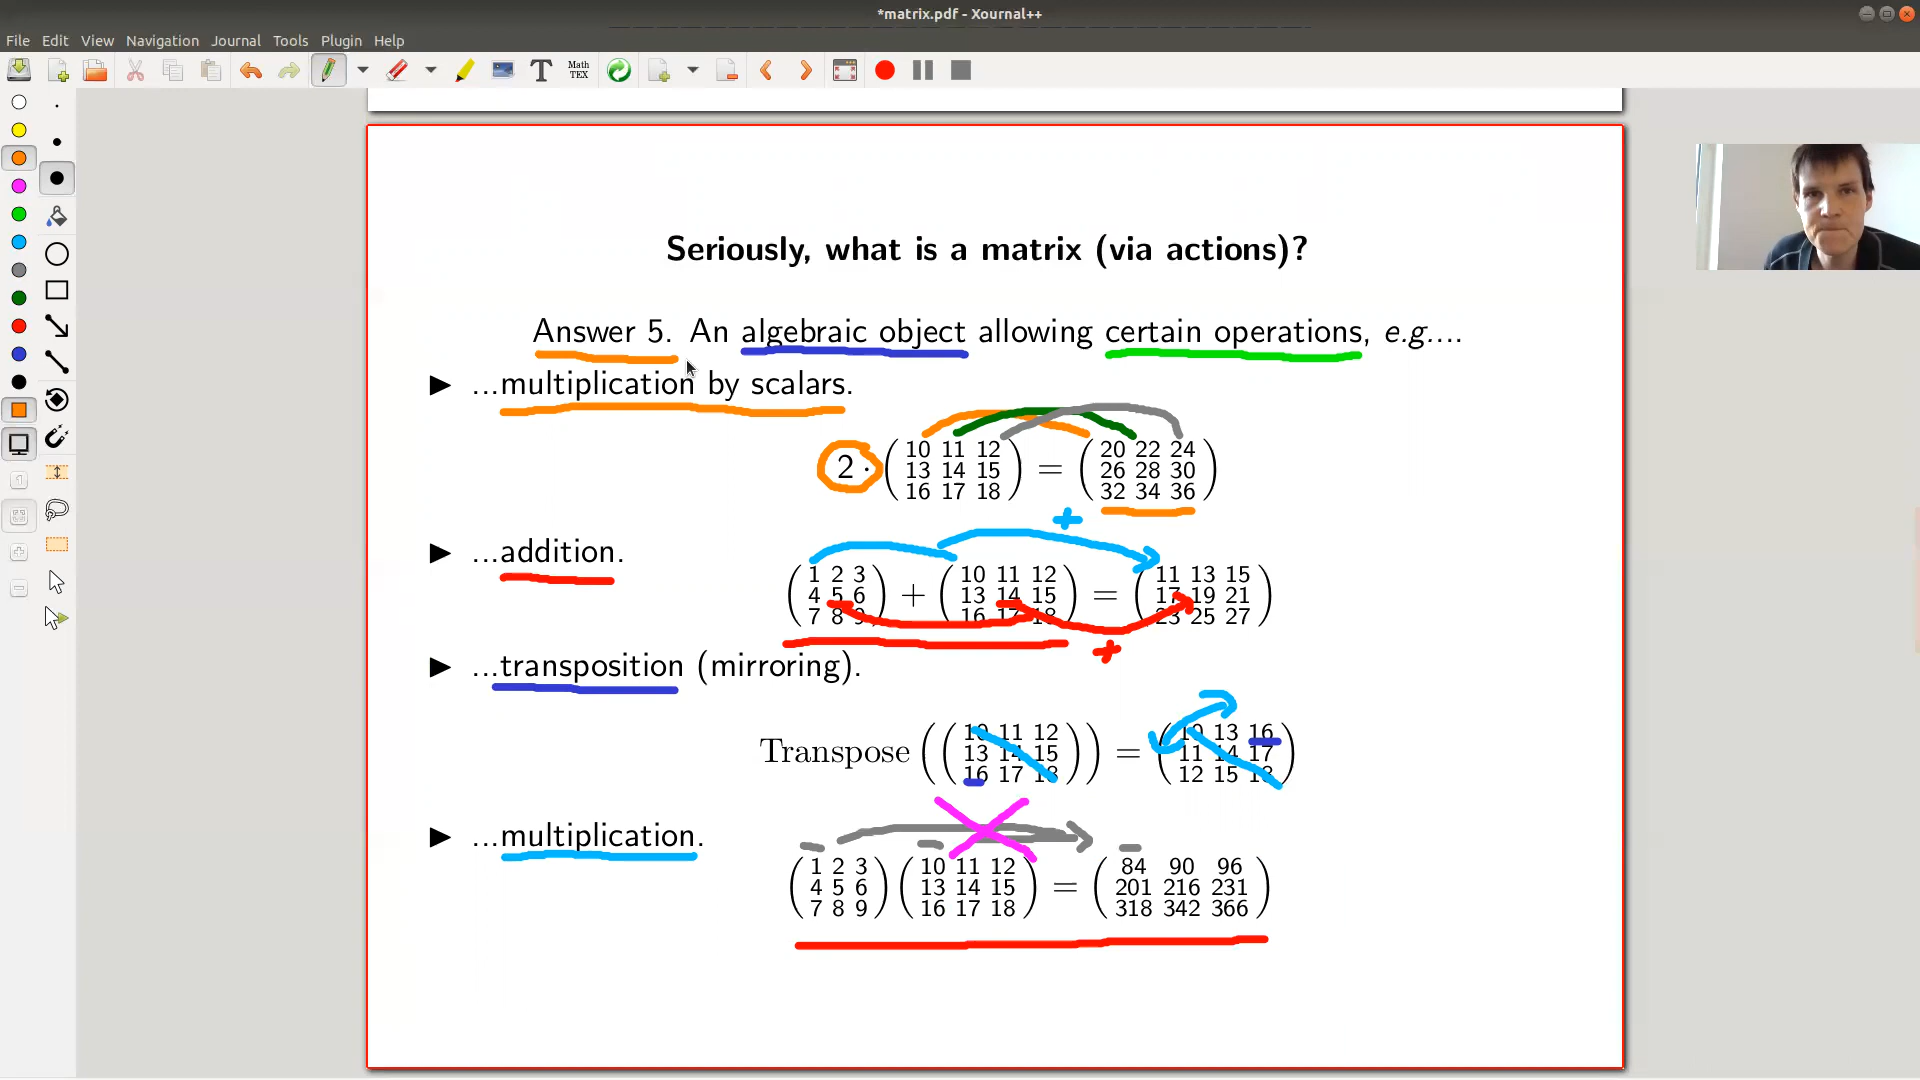 *matrix.pdf - Xournal++
File Edit View Navigation Journal Tools Plugin Help
Math
TEX
Seriously, what is a matrix (via actions)?
Answer 5. An algebraic object allowing certain operations, e.g....
▶ ...multiplication by scalars.
2 · ( 10 11 12 ) = ( 20 22 24 )
13 14 15 26 28 30
16 17 18 32 34 36
+
▶ ...addition.
( 1 2 3 ) + ( 10 11 12 ) = ( 11 13 15 )
4 5 6 13 14 15 17 19 21
7 8 9 16 17 18 23 25 27
+
▶ ...transposition (mirroring).
Transpose ( ( 10 11 12 ) ) = ( 10 13 16 )
13 14 15 11 14 17
16 17 18 12 15 18
▶ ...multiplication.
( 1 2 3 ) ( 10 11 12 ) = ( 84 90 96 )
4 5 6 13 14 15 201 216 231
7 8 9 16 17 18 318 342 366